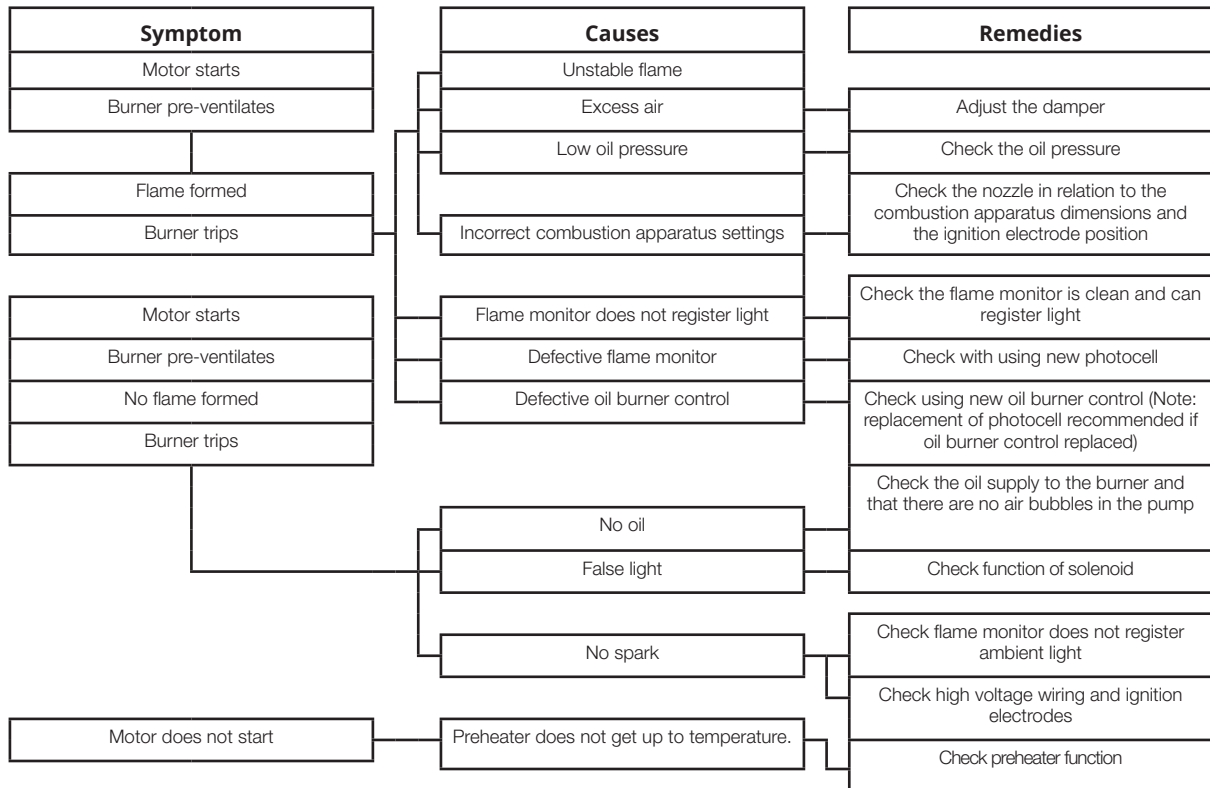 Symptom
Motor starts
Burner pre-ventilates
Flame formed
Burner trips
Motor starts
Burner pre-ventilates
No flame formed
Burner trips
Motor does not start
Causes
Unstable flame
Excess air
Low oil pressure
Incorrect combustion apparatus settings
Flame monitor does not register light
Defective flame monitor
Defective oil burner control
No oil
False light
No spark
Preheater does not get up to temperature.
Remedies
Adjust the damper
Check the oil pressure
Check the nozzle in relation to the
combustion apparatus dimensions and
the ignition electrode position
Check the flame monitor is clean and can
register light
Check with using new photocell
Check using new oil burner control (Note:
replacement of photocell recommended if
oil burner control replaced)
Check the oil supply to the burner and
that there are no air bubbles in the pump
Check function of solenoid
Check flame monitor does not register
ambient light
Check high voltage wiring and ignition
electrodes
Check preheater function